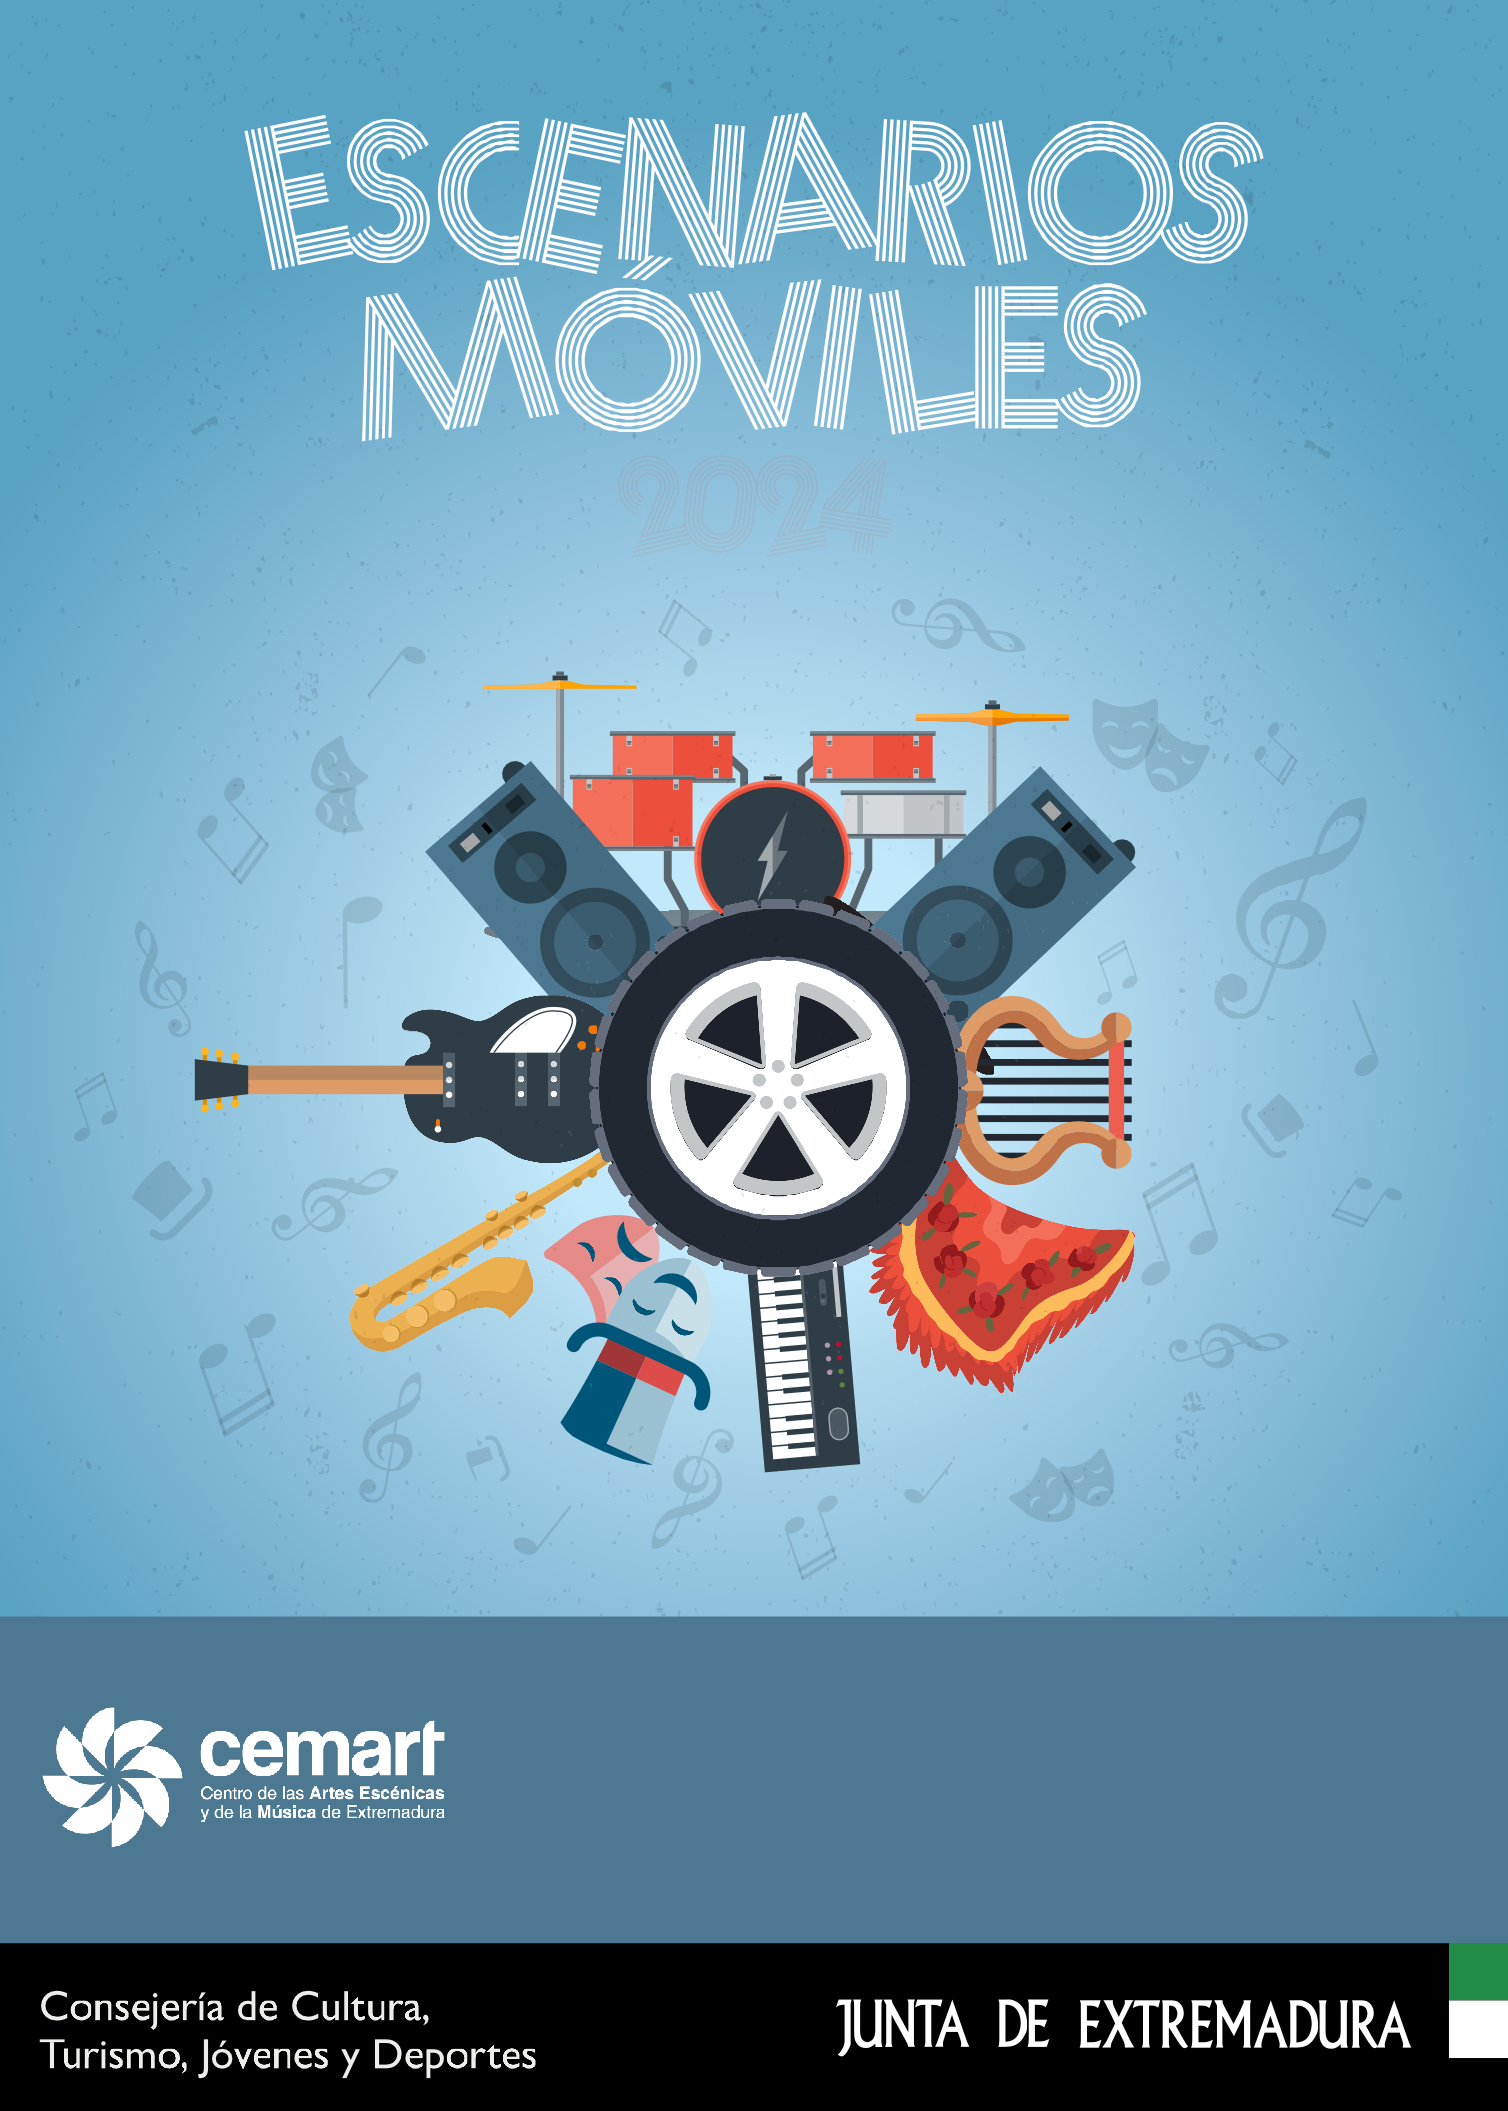 ESCENARIOS
MÓVILES
2024
cemart
Centro de las Artes Escénicas
y de la Música de Extremadura
Consejería de Cultura,
Turismo, Jóvenes y Deportes
JUNTA DE EXTREMADURA